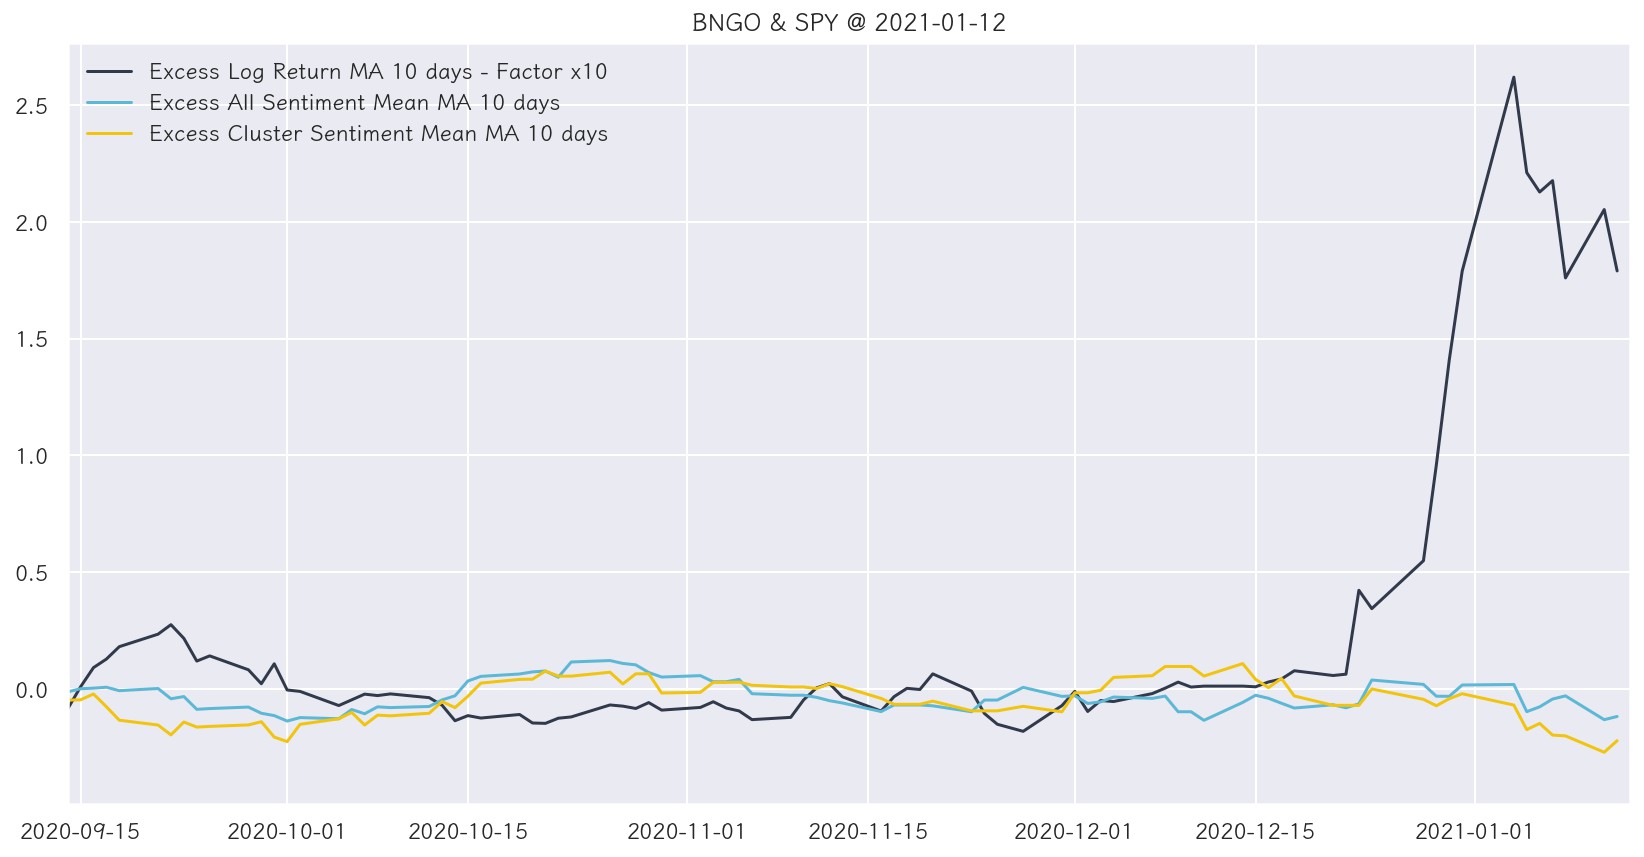 BNGO & SPY @ 2021-01-12
Excess Log Return MA 10 days - Factor x10
Excess All Sentiment Mean MA 10 days
Excess Cluster Sentiment Mean MA 10 days
2.5
2.0
1.5
1.0
0.5
0.0
2020-09-15 2020-10-01 2020-10-15 2020-11-01 2020-11-15 2020-12-01 2020-12-15 2021-01-01